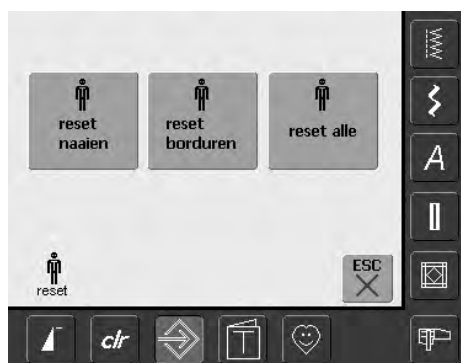 reset
naaien
reset
borduren
reset alle
reset
ESC
A
clr
T